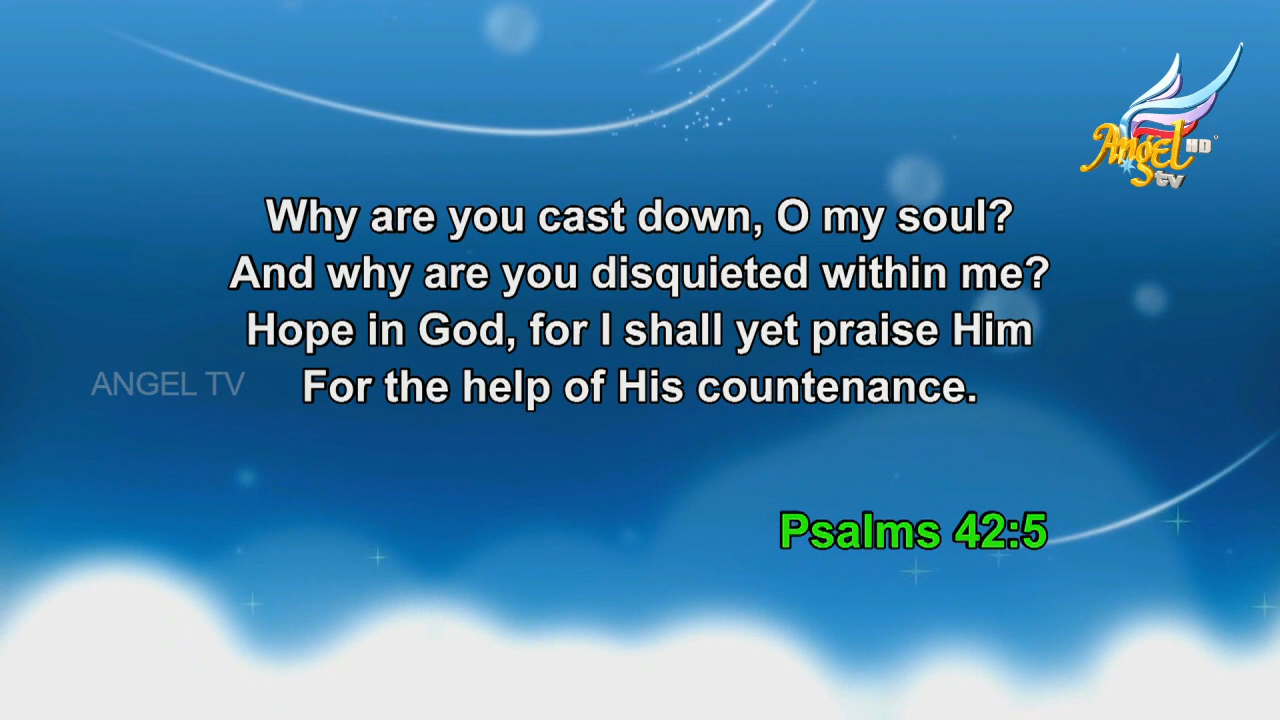 Angel HD
tv
Why are you cast down, O my soul?
And why are you disquieted within me?
Hope in God, for I shall yet praise Him
For the help of His countenance.
ANGEL TV
Psalms 42:5